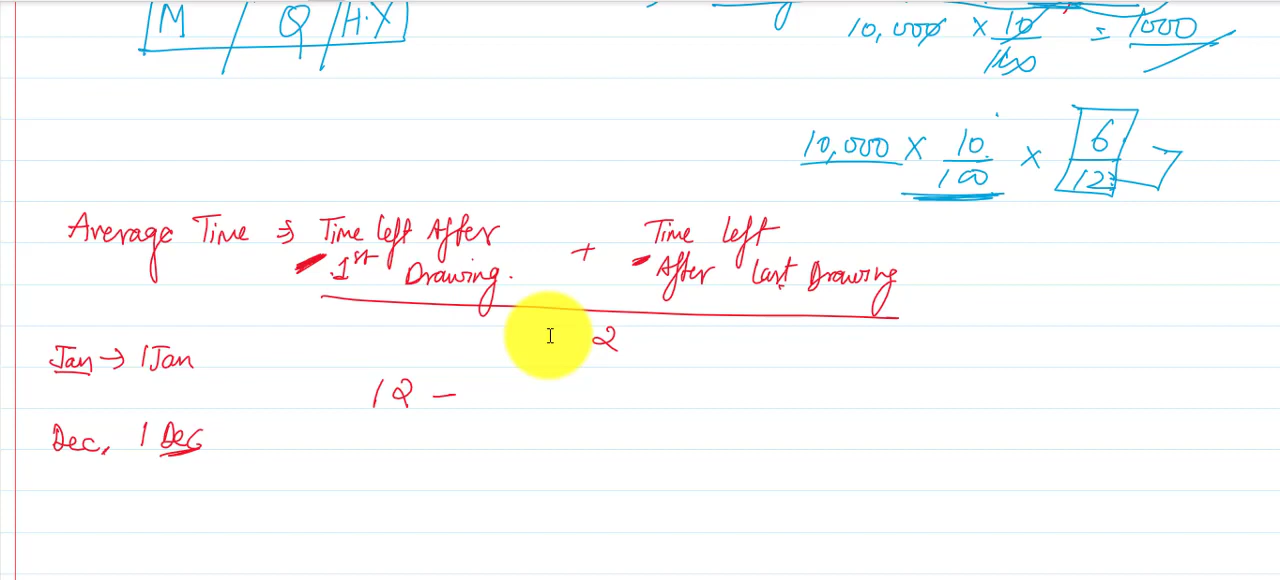 M / Q / H.Y
10,000 × 10/100 = 1000
10,000 × 10/100 × 6/12
Average Time ⇒ Time left After 1st Drawing. + Time left After last Drawing
2
Jan → 1 Jan
12 –
Dec, 1 Dec